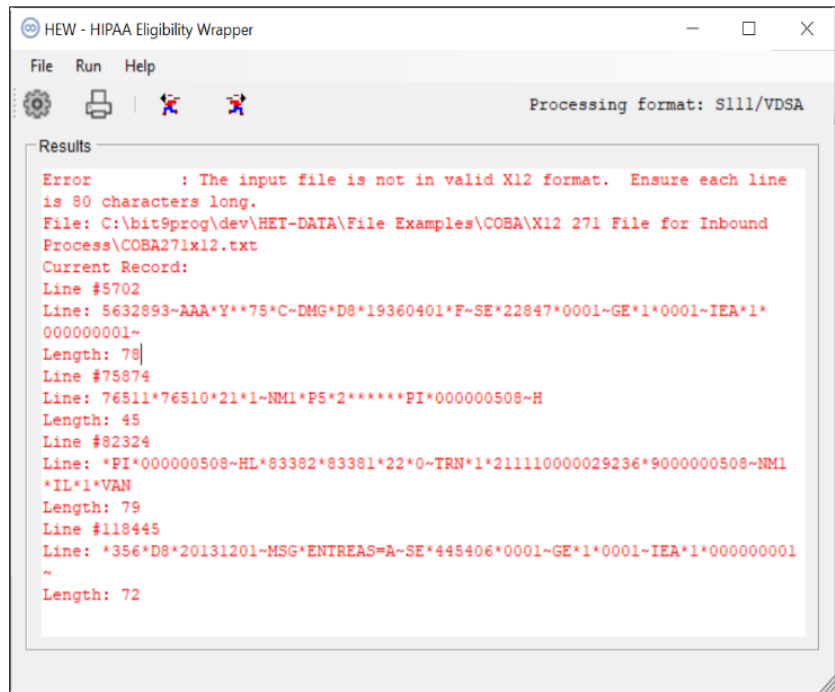 HEW - HIPAA Eligibility Wrapper
File Run Help
Processing format: S111/VDSA
Results
Error          : The input file is not in valid X12 format.  Ensure each line
is 80 characters long.
File: C:\bit9prog\dev\HET-DATA\File Examples\COBA\X12 271 File for Inbound
Process\COBA271x12.txt
Current Record:
Line #5702
Line: 5632893~AAA*Y**75*C~DMG*D8*19360401*F~SE*22847*0001~GE*1*0001~IEA*1*
000000001~
Length: 78
Line #75874
Line: 76511*76510*21*1~NM1*P5*2******PI*000000508~H
Length: 45
Line #82324
Line: *PI*000000508~HL*83382*83381*22*0~TRN*1*211110000029236*9000000508~NM1
*IL*1*VAN
Length: 79
Line #118445
Line: *356*D8*20131201~MSG*ENTREAS=A~SE*445406*0001~GE*1*0001~IEA*1*000000001
~
Length: 72